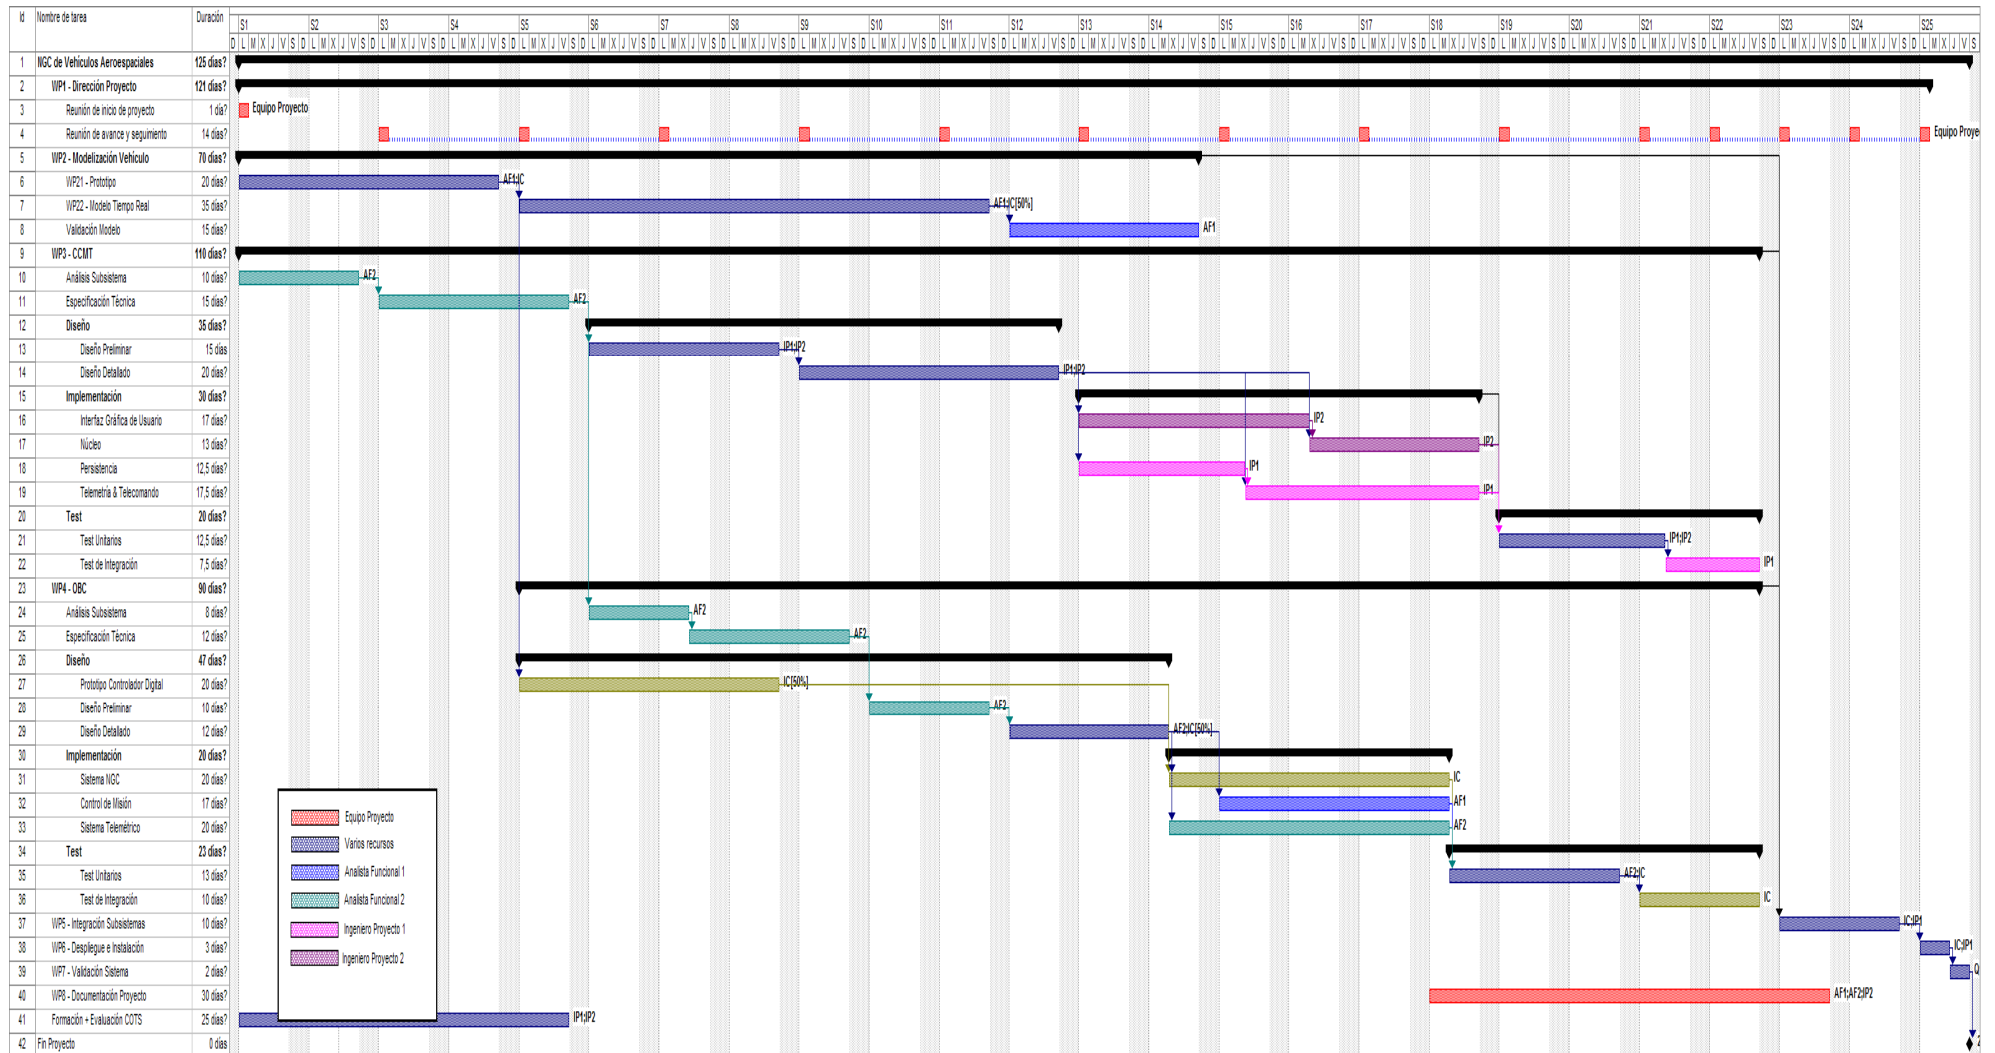 Id Nombre de tarea Duración S1 S2 S3 S4 S5 S6 S7 S8 S9 S10 S11 S12 S13 S14 S15 S16 S17 S18 S19 S20 S21 S22 S23 S24 S25
D L M X J V S D L M X J V S D L M X J V S D L M X J V S D L M X J V S D L M X J V S D L M X J V S D L M X J V S D L M X J V S D L M X J V S D L M X J V S D L M X J V S D L M X J V S D L M X J V S D L M X J V S D L M X J V S D L M X J V S D L M X J V S D L M X J V S D L M X J V S D L M X J V S D L M X J V S D L M X J V S D L M X J V S D L M X J V S
1 NGC de Vehículos Aeroespaciales 125 días?
2 WP1 - Dirección Proyecto 121 días?
3 Reunión de inicio de proyecto 1 día? Equipo Proyecto
4 Reunión de avance y seguimiento 14 días? Equipo Proye
5 WP2 - Modelización Vehículo 70 días?
6 WP21 - Prototipo 20 días? AF1;IC
7 WP22 - Modelo Tiempo Real 35 días? AF1;IC[50%]
8 Validación Modelo 15 días? AF1
9 WP3 - CCMT 110 días?
10 Análisis Subsistema 10 días? AF2
11 Especificación Técnica 15 días? AF2
12 Diseño 35 días?
13 Diseño Preliminar 15 días IP1;IP2
14 Diseño Detallado 20 días? IP1;IP2
15 Implementación 30 días?
16 Interfaz Gráfica de Usuario 17 días? IP2
17 Núcleo 13 días? IP2
18 Persistencia 12,5 días? IP1
19 Telemetría & Telecomando 17,5 días? IP1
20 Test 20 días?
21 Test Unitarios 12,5 días? IP1;IP2
22 Test de Integración 7,5 días? IP1
23 WP4 - OBC 90 días?
24 Análisis Subsistema 8 días? AF2
25 Especificación Técnica 12 días? AF2
26 Diseño 47 días?
27 Prototipo Controlador Digital 20 días? IC[50%]
28 Diseño Preliminar 10 días? AF2
29 Diseño Detallado 12 días? AF2;IC[50%]
30 Implementación 20 días?
31 Sistema NGC 20 días? IC
32 Control de Misión 17 días? AF1
33 Sistema Telemétrico 20 días? AF2
34 Test 23 días?
35 Test Unitarios 13 días? AF2;IC
36 Test de Integración 10 días? IC
37 WP5 - Integración Subsistemas 10 días? IC;IP1
38 WP6 - Despliegue e Instalación 3 días? IC;IP1
39 WP7 - Validación Sistema 2 días? Q
40 WP8 - Documentación Proyecto 30 días? AF1;AF2;IP2
41 Formación + Evaluación COTS 25 días? IP1;IP2
42 Fin Proyecto 0 días
Equipo Proyecto
Varios recursos
Analista Funcional 1
Analista Funcional 2
Ingeniero Proyecto 1
Ingeniero Proyecto 2